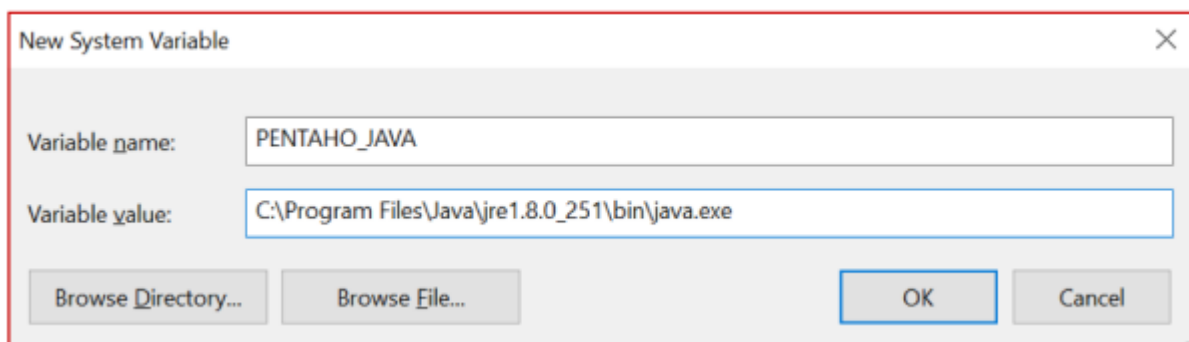 New System Variable
Variable name: PENTAHO_JAVA
Variable value: C:\Program Files\Java\jre1.8.0_251\bin\java.exe
Browse Directory... Browse File... OK Cancel